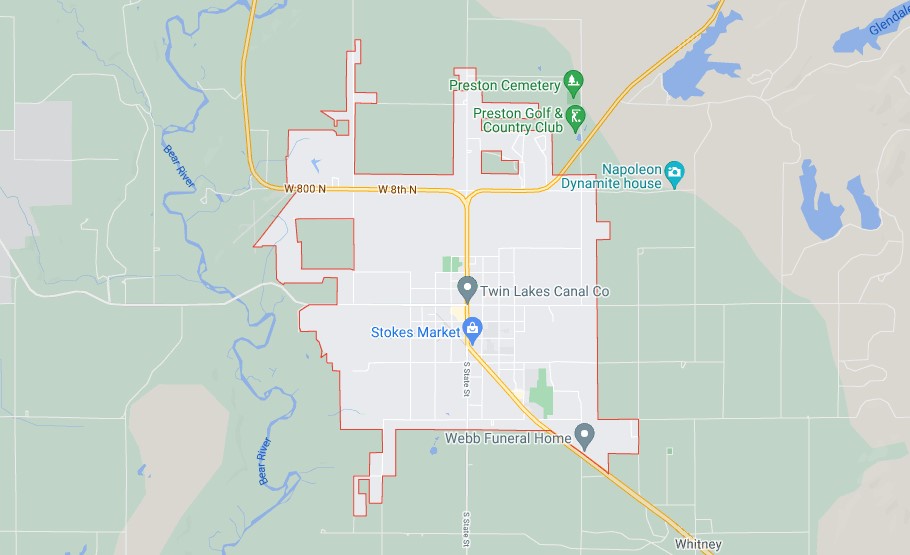 Glendale
Preston Cemetery
Preston Golf &
Country Club
Bear River
Napoleon
Dynamite house
W 800 N
W 8th N
Twin Lakes Canal Co
Stokes Market
S State St
Webb Funeral Home
Bear River
S State St
Whitney